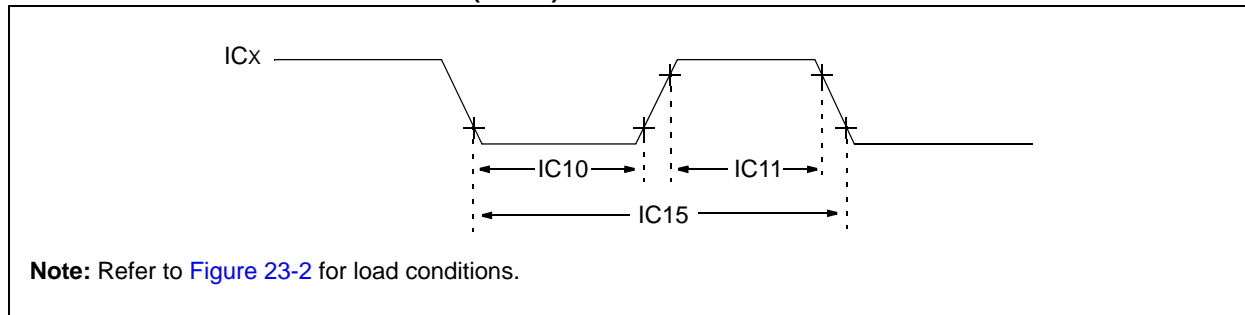 ICx
IC10
IC11
IC15
Note: Refer to Figure 23-2 for load conditions.